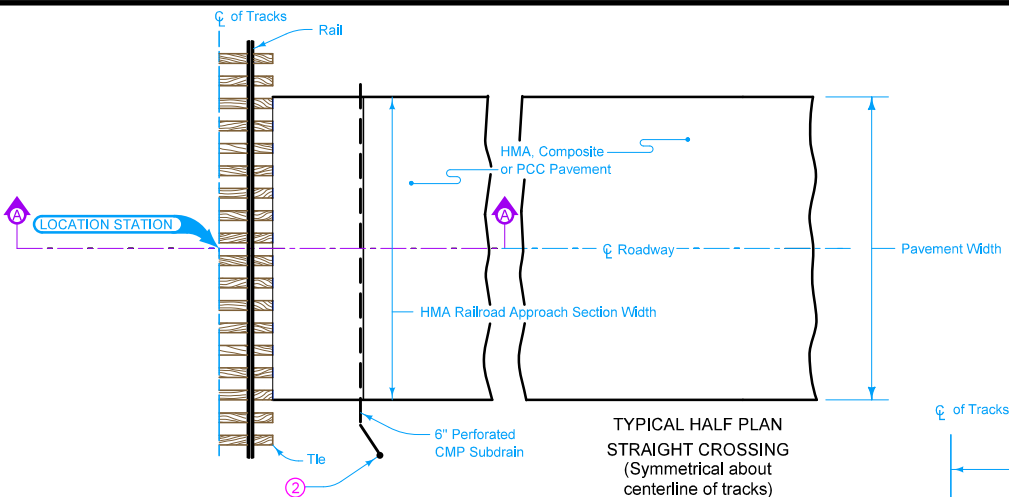 ℄ of Tracks
Rail
HMA, Composite
or PCC Pavement
A
A
LOCATION STATION
℄ Roadway
Pavement Width
HMA Railroad Approach Section Width
6" Perforated
CMP Subdrain
TIe
2
TYPICAL HALF PLAN
STRAIGHT CROSSING
(Symmetrical about
centerline of tracks)
℄ of Tracks